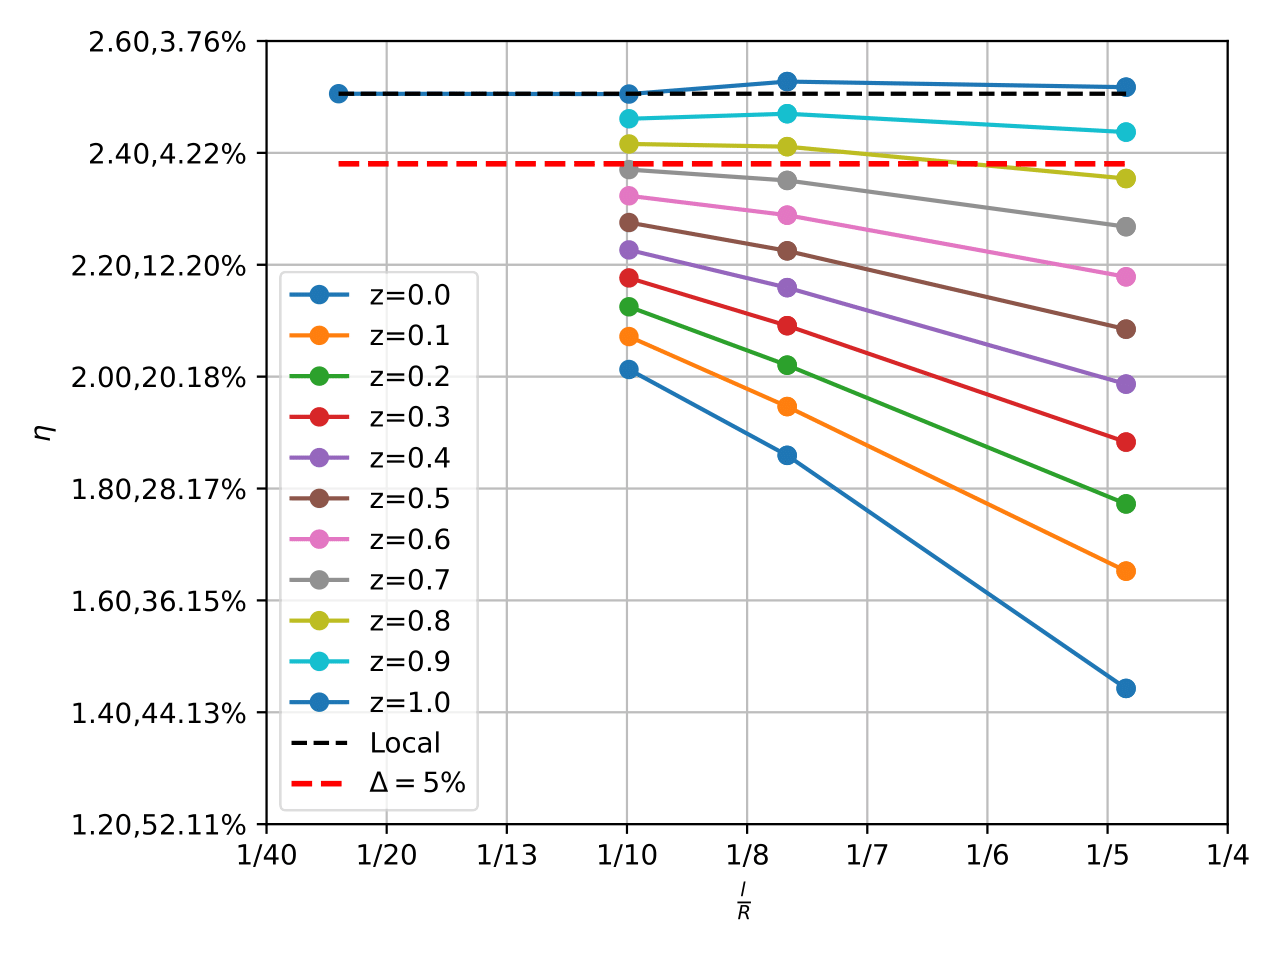 2.60,3.76%
2.40,4.22%
2.20,12.20%
2.00,20.18%
1.80,28.17%
1.60,36.15%
1.40,44.13%
1.20,52.11%
η
z=0.0
z=0.1
z=0.2
z=0.3
z=0.4
z=0.5
z=0.6
z=0.7
z=0.8
z=0.9
z=1.0
Local
Δ = 5%
1/40 1/20 1/13 1/10 1/8 1/7 1/6 1/5 1/4
l
R